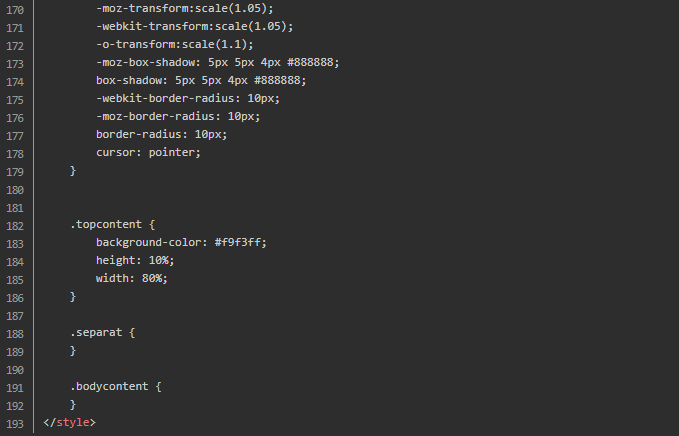 170 -moz-transform:scale(1.05);
171 -webkit-transform:scale(1.05);
172 -o-transform:scale(1.1);
173 -moz-box-shadow: 5px 5px 4px #888888;
174 box-shadow: 5px 5px 4px #888888;
175 -webkit-border-radius: 10px;
176 -moz-border-radius: 10px;
177 border-radius: 10px;
178 cursor: pointer;
179 }
180
181
182 .topcontent {
183 background-color: #f9f3ff;
184 height: 10%;
185 width: 80%;
186 }
187
188 .separat {
189 }
190
191 .bodycontent {
192 }
193 </style>